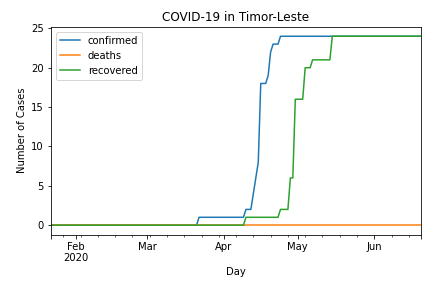 COVID-19 in Timor-Leste
confirmed
deaths
recovered
Number of Cases
25
20
15
10
5
0
Feb
2020
Mar
Apr
May
Jun
Day